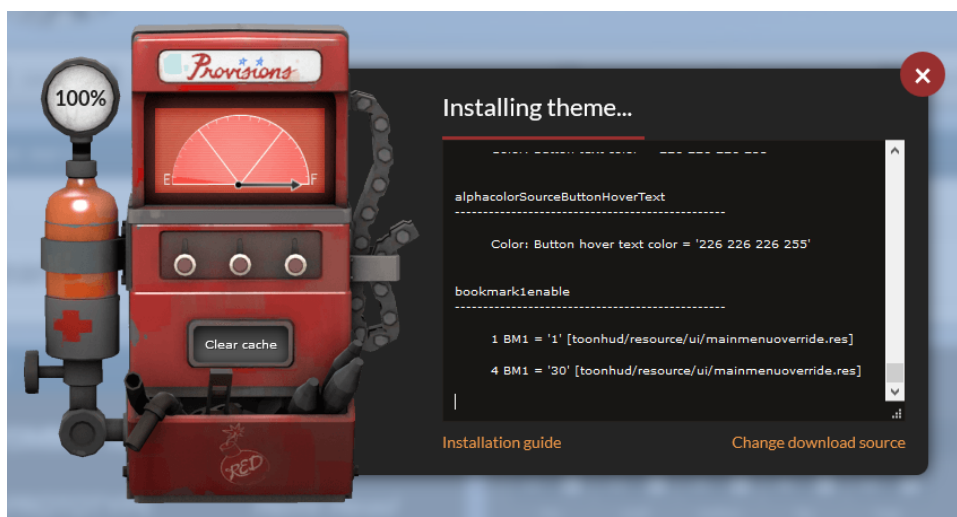 Provisions
100%
E F
Clear cache
RED
Installing theme...
alphacolorSourceButtonHoverText
------------------------------------------------
Color: Button hover text color = '226 226 226 255'
bookmark1enable
------------------------------------------------
1 BM1 = '1' [toonhud/resource/ui/mainmenuoverride.res]
4 BM1 = '30' [toonhud/resource/ui/mainmenuoverride.res]
Installation guide
Change download source